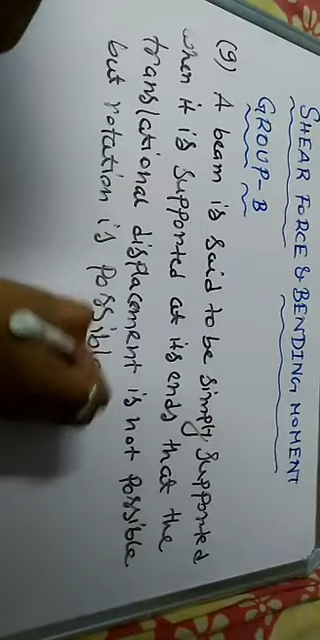 SHEAR FORCE & BENDING MOMENT
GROUP-B
(9) A beam is said to be simply supported
when it is supported at its ends that the
translational displacement is not possible
but rotation is possibl